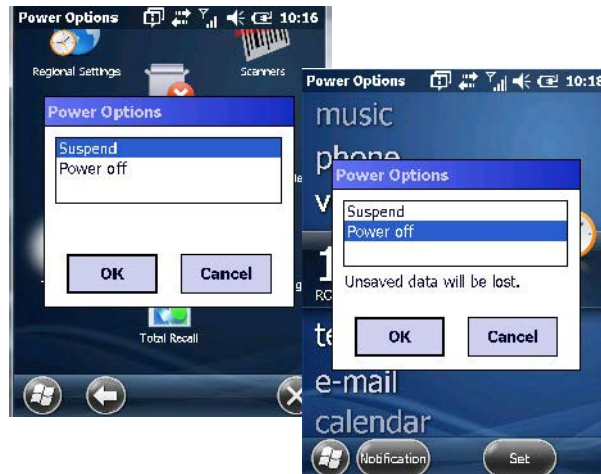 Power Options 10:16
Regional Settings Scanners
Power Options
Suspend
Power off
OK Cancel
Total Recall
Power Options 10:18
music
phone
Power Options
Suspend
Power off
Unsaved data will be lost.
OK Cancel
e-mail
calendar
Notification Set